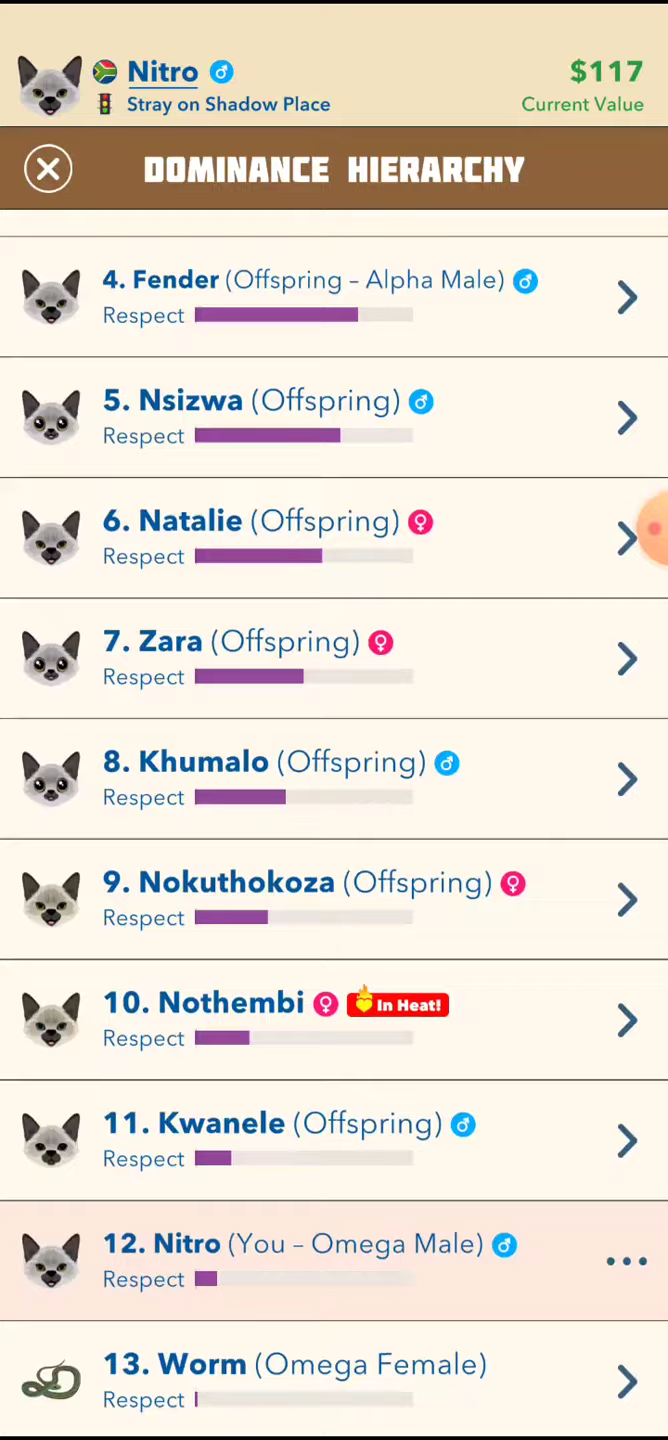 Nitro
$117
Stray on Shadow Place
Current Value
DOMINANCE HIERARCHY
4. Fender (Offspring – Alpha Male)
Respect
5. Nsizwa (Offspring)
Respect
6. Natalie (Offspring)
Respect
7. Zara (Offspring)
Respect
8. Khumalo (Offspring)
Respect
9. Nokuthokoza (Offspring)
Respect
10. Nothembi In Heat!
Respect
11. Kwanele (Offspring)
Respect
12. Nitro (You – Omega Male)
Respect
13. Worm (Omega Female)
Respect